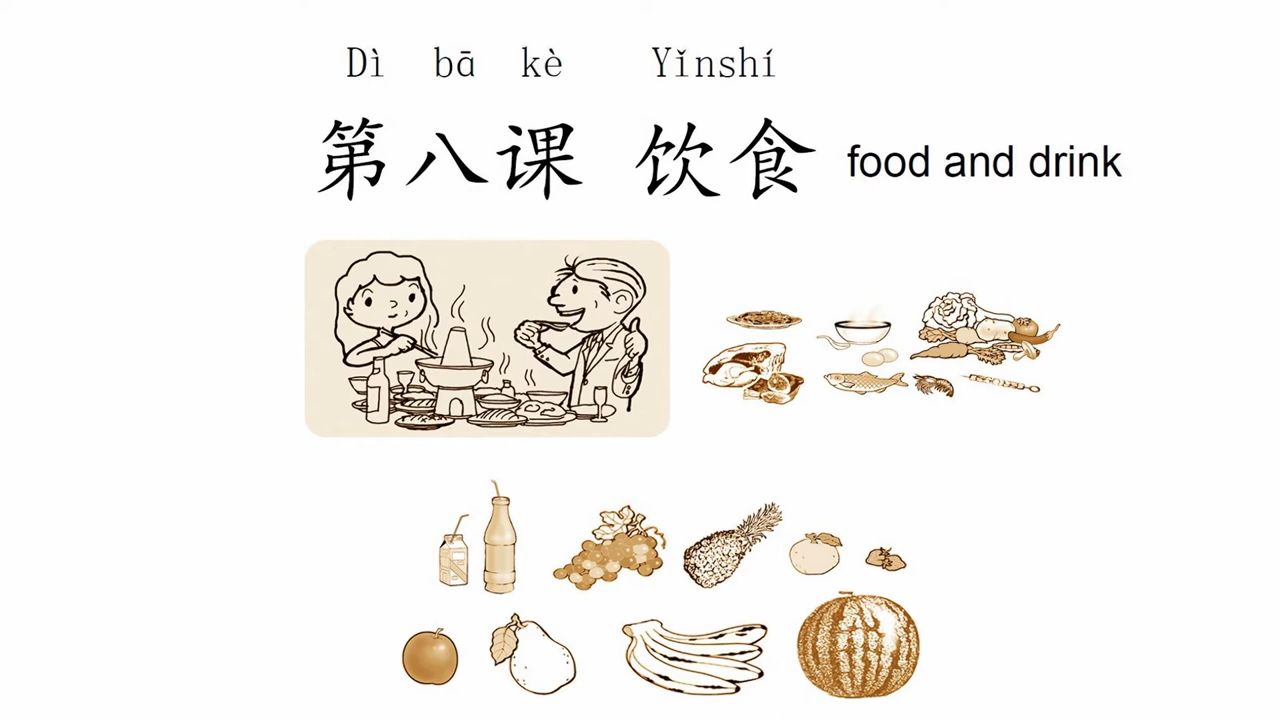 Dì bā kè Yǐnshí
第八课 饮食 food and drink